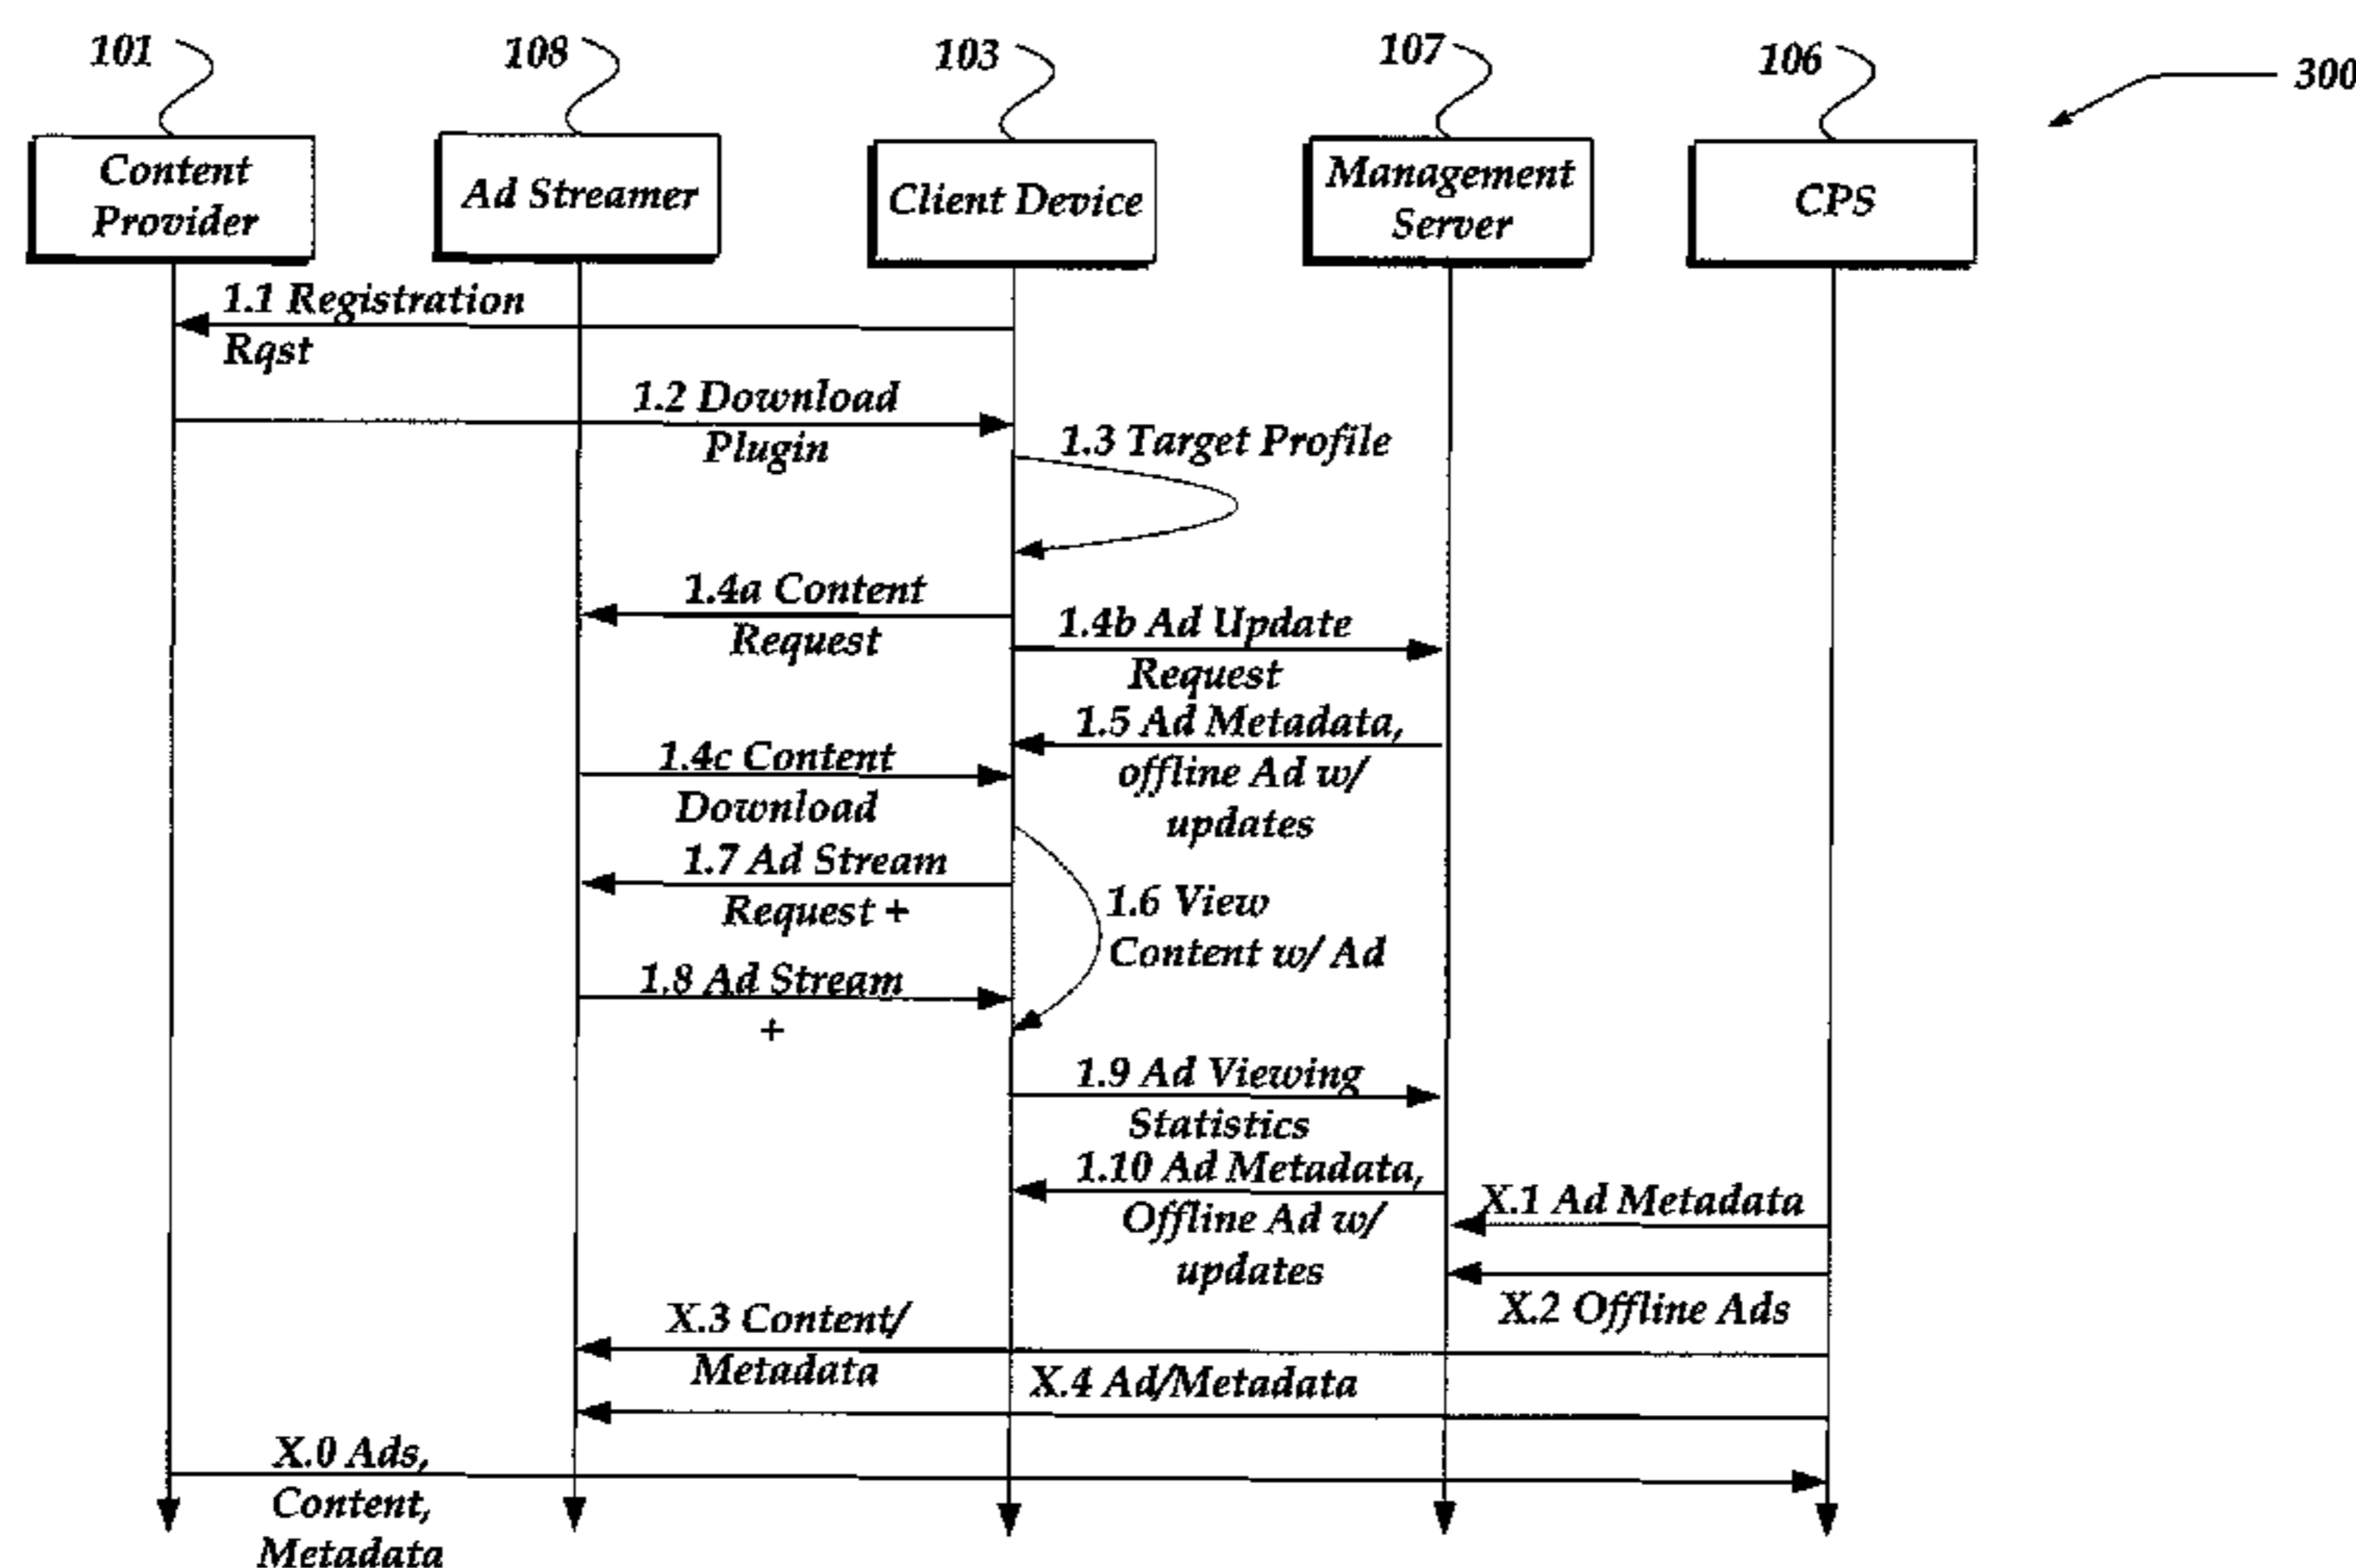 101
108
103
107
106
300
Content
Provider
Ad Streamer
Client Device
Management
Server
CPS
1.1 Registration
Rqst
1.2 Download
Plugin
1.3 Target Profile
1.4a Content
Request
1.4b Ad Update
Request
1.5 Ad Metadata,
offline Ad w/
updates
1.4c Content
Download
1.7 Ad Stream
Request +
1.6 View
Content w/ Ad
1.8 Ad Stream
+
1.9 Ad Viewing
Statistics
1.10 Ad Metadata,
Offline Ad w/
updates
X.1 Ad Metadata
X.2 Offline Ads
X.3 Content/
Metadata
X.4 Ad/Metadata
X.0 Ads,
Content,
Metadata